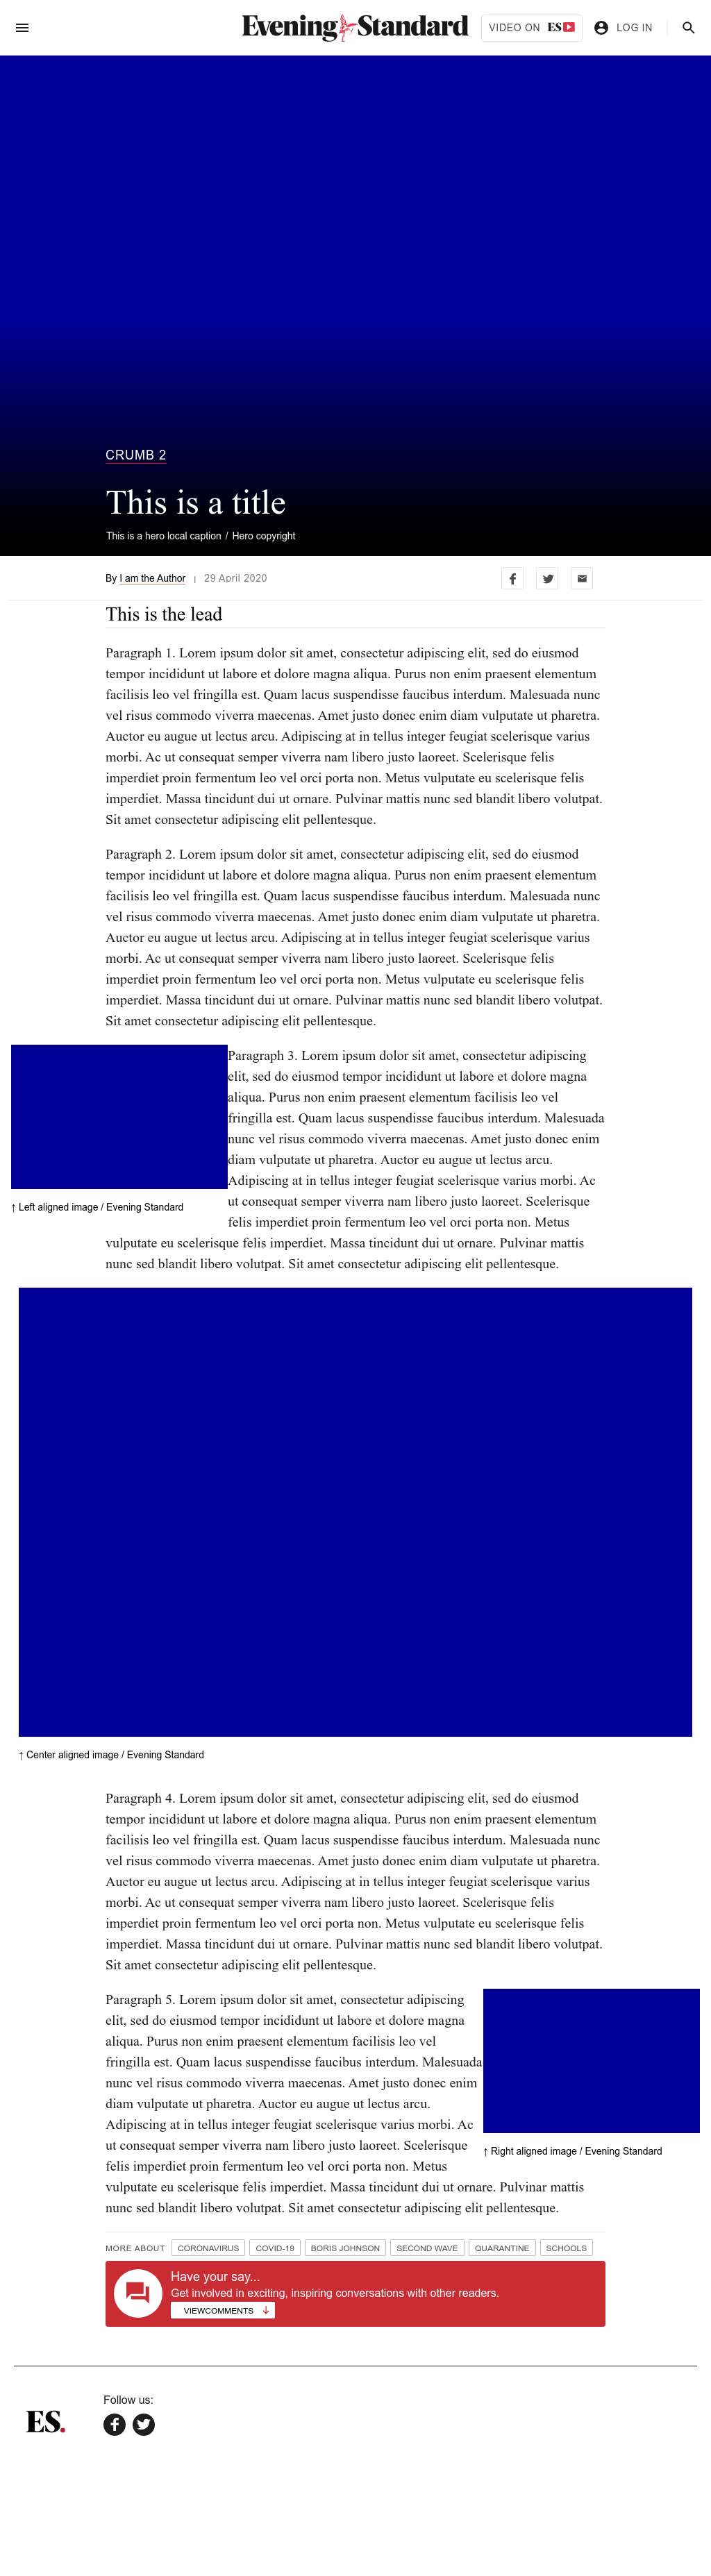 Evening Standard
VIDEO ON ES
LOG IN
CRUMB 2
This is a title
This is a hero local caption / Hero copyright
By I am the Author | 29 April 2020
This is the lead
Paragraph 1. Lorem ipsum dolor sit amet, consectetur adipiscing elit, sed do eiusmod
tempor incididunt ut labore et dolore magna aliqua. Purus non enim praesent elementum
facilisis leo vel fringilla est. Quam lacus suspendisse faucibus interdum. Malesuada nunc
vel risus commodo viverra maecenas. Amet justo donec enim diam vulputate ut pharetra.
Auctor eu augue ut lectus arcu. Adipiscing at in tellus integer feugiat scelerisque varius
morbi. Ac ut consequat semper viverra nam libero justo laoreet. Scelerisque felis
imperdiet proin fermentum leo vel orci porta non. Metus vulputate eu scelerisque felis
imperdiet. Massa tincidunt dui ut ornare. Pulvinar mattis nunc sed blandit libero volutpat.
Sit amet consectetur adipiscing elit pellentesque.
Paragraph 2. Lorem ipsum dolor sit amet, consectetur adipiscing elit, sed do eiusmod
tempor incididunt ut labore et dolore magna aliqua. Purus non enim praesent elementum
facilisis leo vel fringilla est. Quam lacus suspendisse faucibus interdum. Malesuada nunc
vel risus commodo viverra maecenas. Amet justo donec enim diam vulputate ut pharetra.
Auctor eu augue ut lectus arcu. Adipiscing at in tellus integer feugiat scelerisque varius
morbi. Ac ut consequat semper viverra nam libero justo laoreet. Scelerisque felis
imperdiet proin fermentum leo vel orci porta non. Metus vulputate eu scelerisque felis
imperdiet. Massa tincidunt dui ut ornare. Pulvinar mattis nunc sed blandit libero volutpat.
Sit amet consectetur adipiscing elit pellentesque.
↑ Left aligned image / Evening Standard
Paragraph 3. Lorem ipsum dolor sit amet, consectetur adipiscing
elit, sed do eiusmod tempor incididunt ut labore et dolore magna
aliqua. Purus non enim praesent elementum facilisis leo vel
fringilla est. Quam lacus suspendisse faucibus interdum. Malesuada
nunc vel risus commodo viverra maecenas. Amet justo donec enim
diam vulputate ut pharetra. Auctor eu augue ut lectus arcu.
Adipiscing at in tellus integer feugiat scelerisque varius morbi. Ac
ut consequat semper viverra nam libero justo laoreet. Scelerisque
felis imperdiet proin fermentum leo vel orci porta non. Metus
vulputate eu scelerisque felis imperdiet. Massa tincidunt dui ut ornare. Pulvinar mattis
nunc sed blandit libero volutpat. Sit amet consectetur adipiscing elit pellentesque.
↑ Center aligned image / Evening Standard
Paragraph 4. Lorem ipsum dolor sit amet, consectetur adipiscing elit, sed do eiusmod
tempor incididunt ut labore et dolore magna aliqua. Purus non enim praesent elementum
facilisis leo vel fringilla est. Quam lacus suspendisse faucibus interdum. Malesuada nunc
vel risus commodo viverra maecenas. Amet justo donec enim diam vulputate ut pharetra.
Auctor eu augue ut lectus arcu. Adipiscing at in tellus integer feugiat scelerisque varius
morbi. Ac ut consequat semper viverra nam libero justo laoreet. Scelerisque felis
imperdiet proin fermentum leo vel orci porta non. Metus vulputate eu scelerisque felis
imperdiet. Massa tincidunt dui ut ornare. Pulvinar mattis nunc sed blandit libero volutpat.
Sit amet consectetur adipiscing elit pellentesque.
Paragraph 5. Lorem ipsum dolor sit amet, consectetur adipiscing
elit, sed do eiusmod tempor incididunt ut labore et dolore magna
aliqua. Purus non enim praesent elementum facilisis leo vel
fringilla est. Quam lacus suspendisse faucibus interdum. Malesuada
nunc vel risus commodo viverra maecenas. Amet justo donec enim
diam vulputate ut pharetra. Auctor eu augue ut lectus arcu.
Adipiscing at in tellus integer feugiat scelerisque varius morbi. Ac
ut consequat semper viverra nam libero justo laoreet. Scelerisque
felis imperdiet proin fermentum leo vel orci porta non. Metus
vulputate eu scelerisque felis imperdiet. Massa tincidunt dui ut ornare. Pulvinar mattis
nunc sed blandit libero volutpat. Sit amet consectetur adipiscing elit pellentesque.
↑ Right aligned image / Evening Standard
MORE ABOUT CORONAVIRUS COVID-19 BORIS JOHNSON SECOND WAVE QUARANTINE SCHOOLS
Have your say...
Get involved in exciting, inspiring conversations with other readers.
VIEWCOMMENTS ↓
Follow us:
ES.